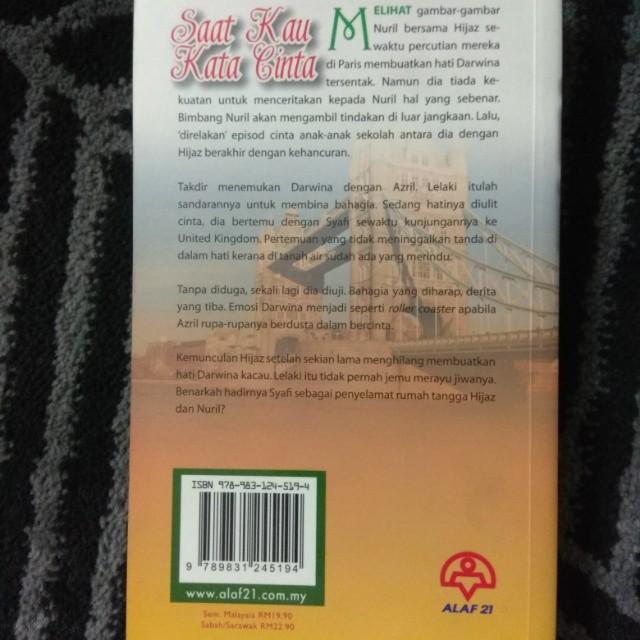 Saat Kau
Kata Cinta
MELIHAT gambar-gambar
Nuril bersama Hijaz se-
waktu percutian mereka
di Paris membuatkan hati Darwina
tersentak. Namun dia tiada ke-
kuatan untuk menceritakan kepada Nuril hal yang sebenar.
Bimbang Nuril akan mengambil tindakan di luar jangkaan. Lalu,
'direlakan' episod cinta anak-anak sekolah antara dia dengan
Hijaz berakhir dengan kehancuran.
Takdir menemukan Darwina dengan Azril. Lelaki itulah
sandarannya untuk membina bahagia. Sedang hatinya diulit
cinta, dia bertemu dengan Syafi sewaktu kunjungannya ke
United Kingdom. Pertemuan yang tidak meninggalkan tanda di
dalam hati kerana di tanah air sudah ada yang merindu.
Tanpa diduga, sekali lagi dia diuji. Bahagia yang diharap, derita
yang tiba. Emosi Darwina menjadi seperti roller coaster apabila
Azril rupa-rupanya berdusta dalam bercinta.
Kemunculan Hijaz setelah sekian lama menghilang membuatkan
hati Darwina kacau. Lelaki itu tidak pernah jemu merayu jiwanya.
Benarkah hadirnya Syafi sebagai penyelamat rumah tangga Hijaz
dan Nuril?
ISBN 978-983-124-519-4
9 789831 245194
www.alaf21.com.my
ALAF 21
Sem. Malaysia RM19.90
Sabah/Sarawak RM22.90